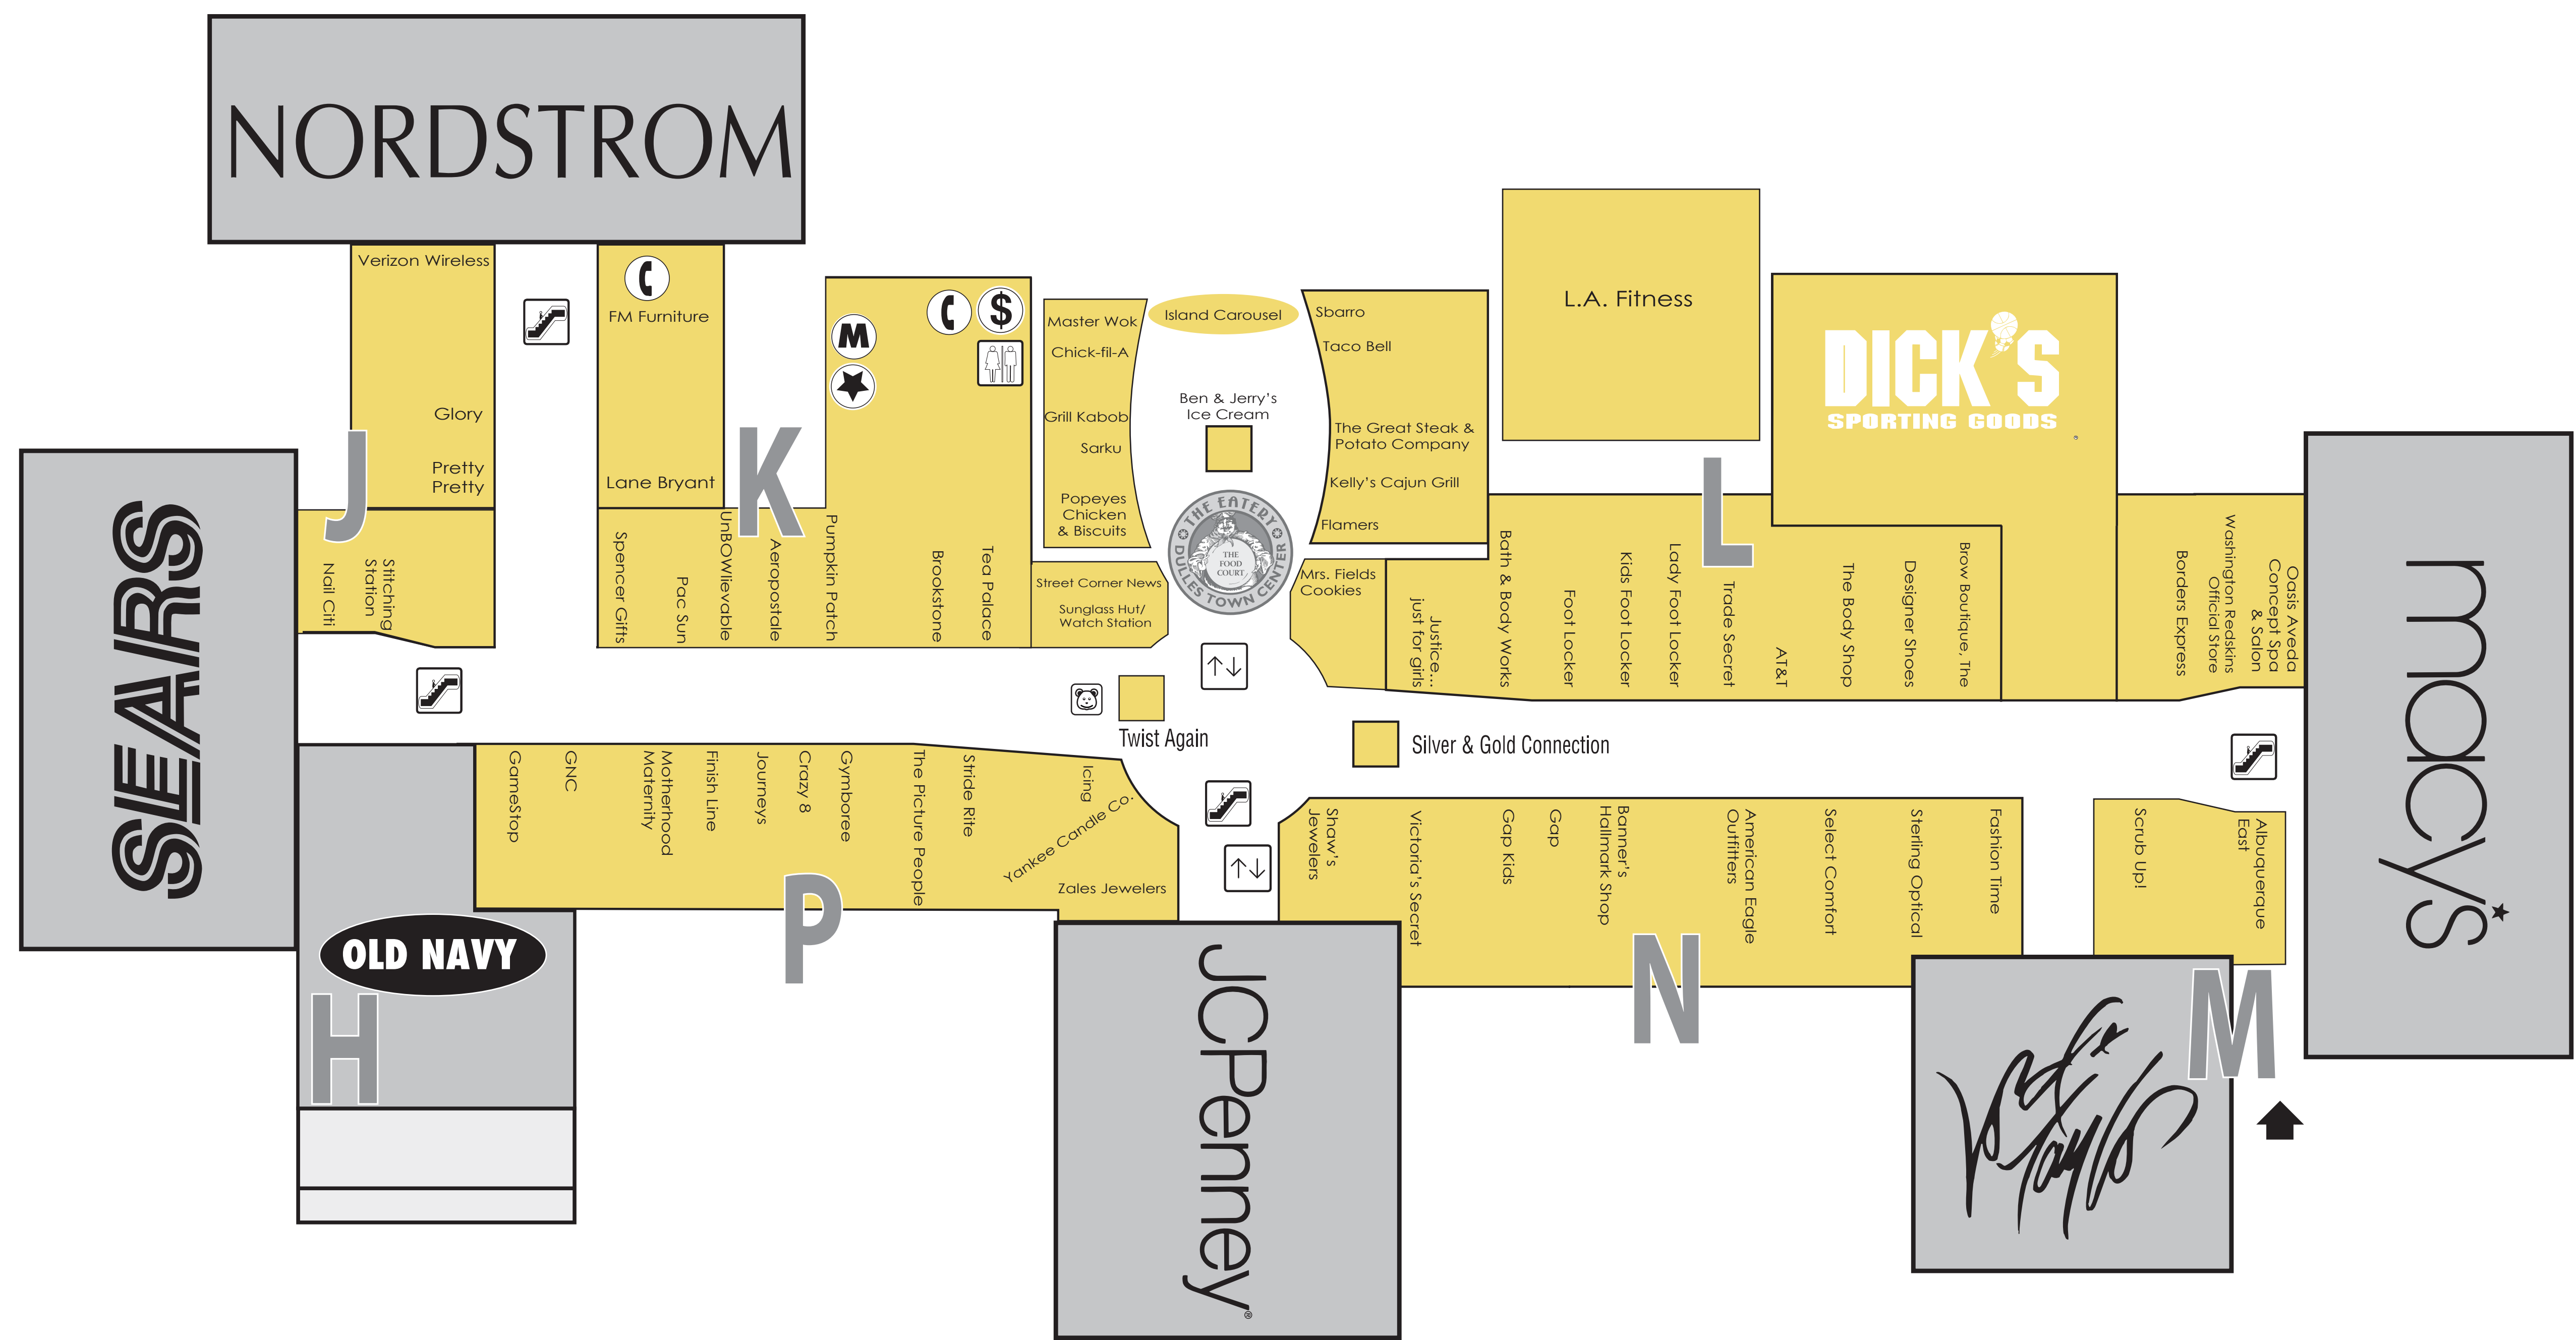 NORDSTROM
Verizon Wireless
Glory
Pretty
Pretty
FM Furniture
Lane Bryant
M
$
Master Wok
Chick-fil-A
Grill Kabob
Sarku
Popeyes
Chicken
& Biscuits
Island Carousel
Ben & Jerry's
Ice Cream
THE EATERY
THE
FOOD
COURT
DULLES TOWN CENTER
Sbarro
Taco Bell
The Great Steak &
Potato Company
Kelly's Cajun Grill
Flamers
L.A. Fitness
DICK'S
SPORTING GOODS
®
J
K
L
SEARS
Nail Citi
Stitching
Station
Spencer Gifts
Pac Sun
UnBOWlievable
Aeropostale
Pumpkin Patch
Brookstone
Tea Palace
Street Corner News
Sunglass Hut/
Watch Station
Mrs. Fields
Cookies
Justice...
just for girls
Bath & Body Works
Foot Locker
Kids Foot Locker
Lady Foot Locker
Trade Secret
AT&T
The Body Shop
Designer Shoes
Brow Boutique, The
Borders Express
Washington Redskins
Official Store
Oasis Aveda
Concept Spa
& Salon
macy's
Twist Again
Silver & Gold Connection
GameStop
GNC
Motherhood
Maternity
Finish Line
Journeys
Crazy 8
Gymboree
The Picture People
Stride Rite
Icing
Yankee Candle Co.
Zales Jewelers
Shaw's
Jewelers
Victoria's Secret
Gap Kids
Gap
Banner's
Hallmark Shop
American Eagle
Outfitters
Select Comfort
Sterling Optical
Fashion Time
Scrub Up!
Albuquerque
East
OLD NAVY
H
P
N
M
JCPenney
®
Lord & Taylor